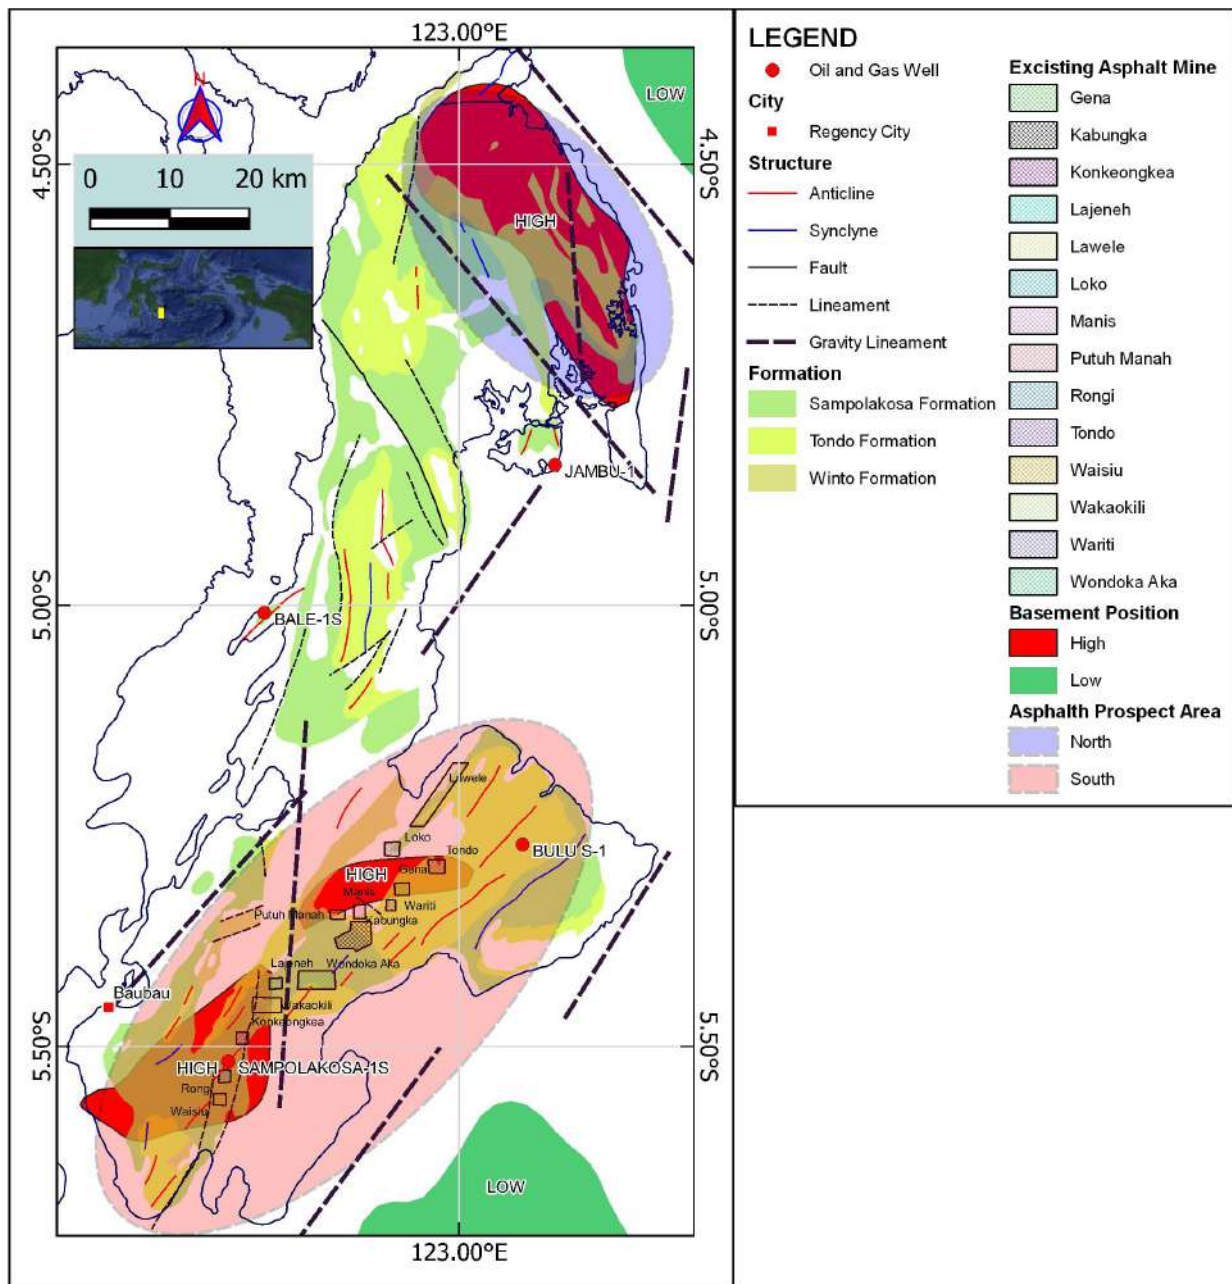 123.00°E
N
LOW
4.50°S
4.50°S
0 10 20 km
HIGH
JAMBU-1
5.00°S
5.00°S
BALE-1S
Lawele
Loko
Tondo
BULU S-1
HIGH
Gena
Manis
Wariti
Putuh Manah
Kabungka
Lajeneh
Wondoka Aka
Baubau
Wakaokili
Konkeongkea
5.50°S
5.50°S
HIGH
SAMPOLAKOSA-1S
Rongi
Waisiu
LOW
123.00°E
LEGEND
Oil and Gas Well
City
Regency City
Structure
Anticline
Synclyne
Fault
Lineament
Gravity Lineament
Formation
Sampolakosa Formation
Tondo Formation
Winto Formation
Excisting Asphalt Mine
Gena
Kabungka
Konkeongkea
Lajeneh
Lawele
Loko
Manis
Putuh Manah
Rongi
Tondo
Waisiu
Wakaokili
Wariti
Wondoka Aka
Basement Position
High
Low
Asphalth Prospect Area
North
South